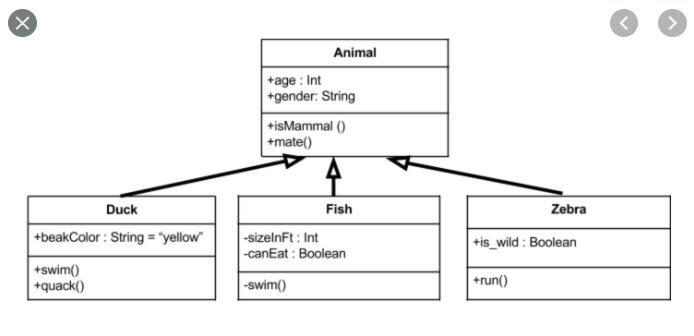 Animal
+age : Int
+gender: String
+isMammal ()
+mate()
Duck
+beakColor : String = “yellow”
+swim()
+quack()
Fish
-sizeInFt : Int
-canEat : Boolean
-swim()
Zebra
+is_wild : Boolean
+run()